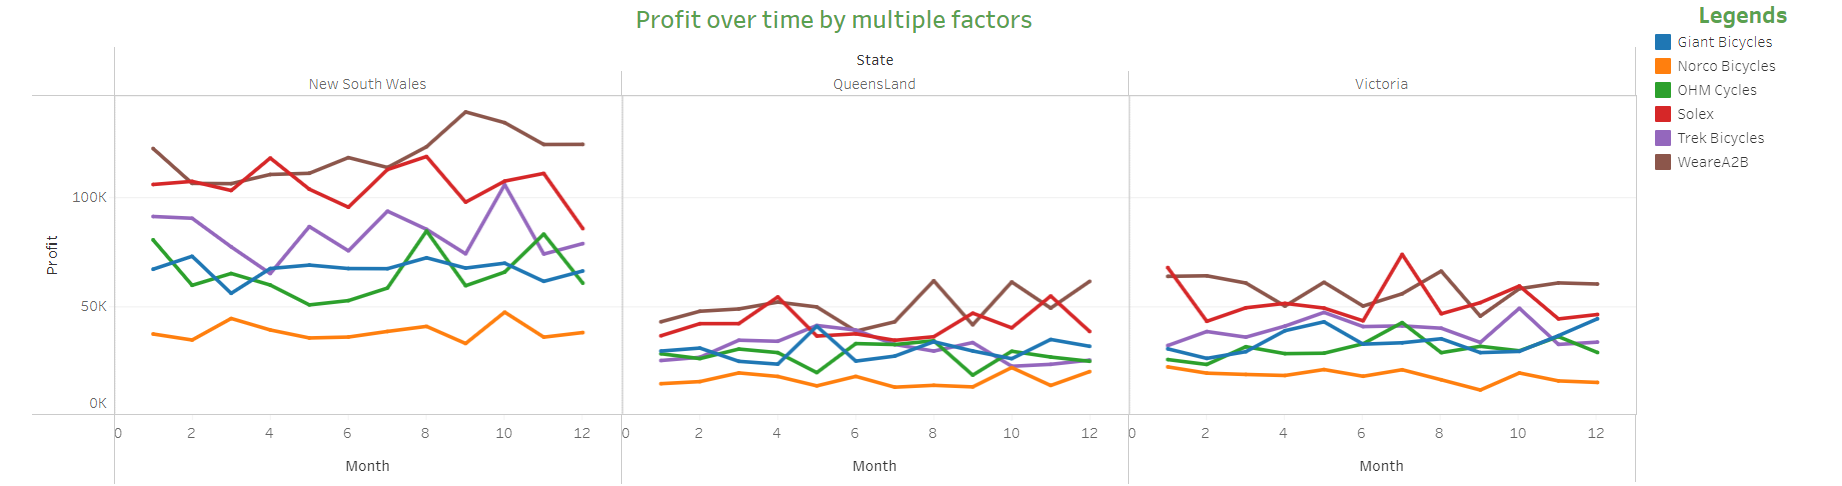 Profit over time by multiple factors
Legends
Giant Bicycles
Norco Bicycles
OHM Cycles
Solex
Trek Bicycles
WeareA2B
State
New South Wales QueensLand Victoria
Profit
100K
50K
0K
0 2 4 6 8 10 12 0 2 4 6 8 10 12 0 2 4 6 8 10 12
Month Month Month